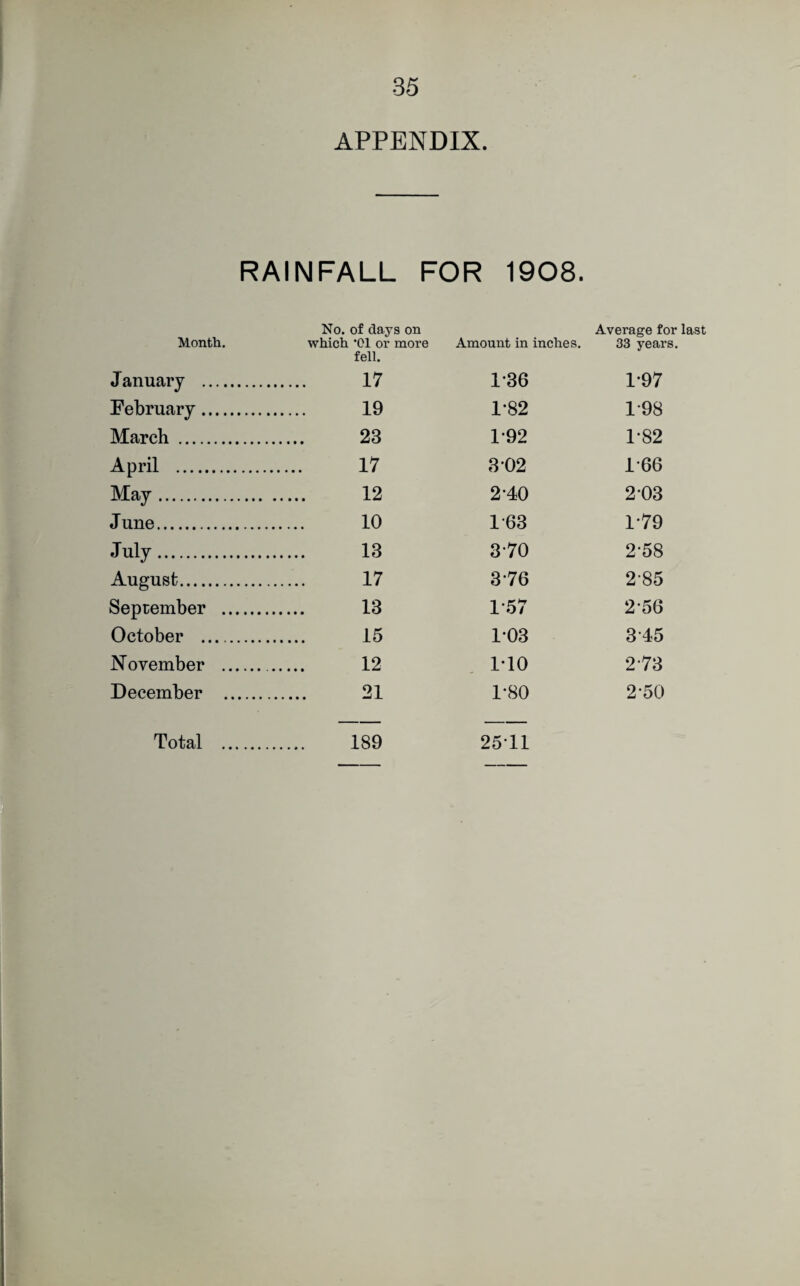 35
APPENDIX.
RAINFALL FOR 1908.
Month. No. of days on which ·01 or more fell. Amount in inches. Average for last 33 years.
January ............... 17 1·36 1·97
February............... 19 1·82 1·98
March .................. 23 1·92 1·82
April .................. 17 3·02 1·66
May..................... 12 2·40 2·03
June..................... 10 1·63 1·79
July..................... 13 3·70 2·58
August.................. 17 3·76 2·85
September ............ 13 1·57 2·56
October ............... 15 1·03 3·45
November ............ 12 1·10 2·73
December ............ 21 1·80 2·50
Total ............ 189 25·11